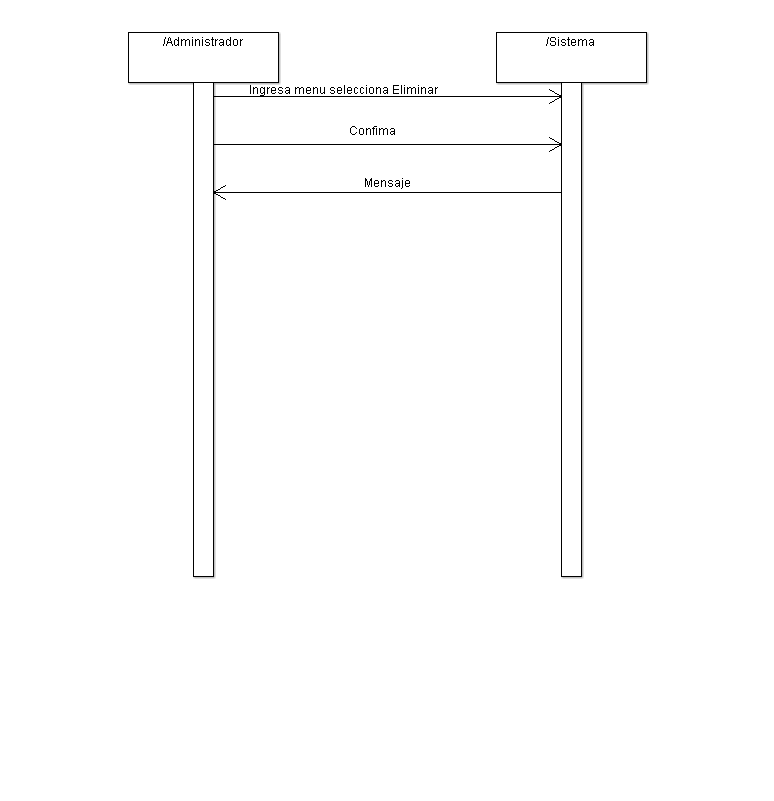 /Administrador
/Sistema
Ingresa menu selecciona Eliminar
Confima
Mensaje